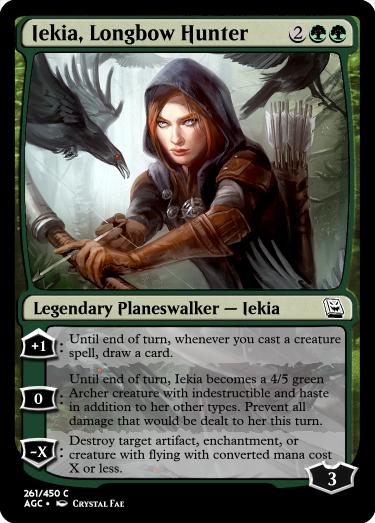 Iekia, Longbow Hunter 2
Legendary Planeswalker — Iekia
+1 : Until end of turn, whenever you cast a creature
spell, draw a card.
0 : Until end of turn, Iekia becomes a 4/5 green
Archer creature with indestructible and haste
in addition to her other types. Prevent all
damage that would be dealt to her this turn.
-X : Destroy target artifact, enchantment, or
creature with flying with converted mana cost
X or less.
3
261/450 C
AGC • Crystal Fae